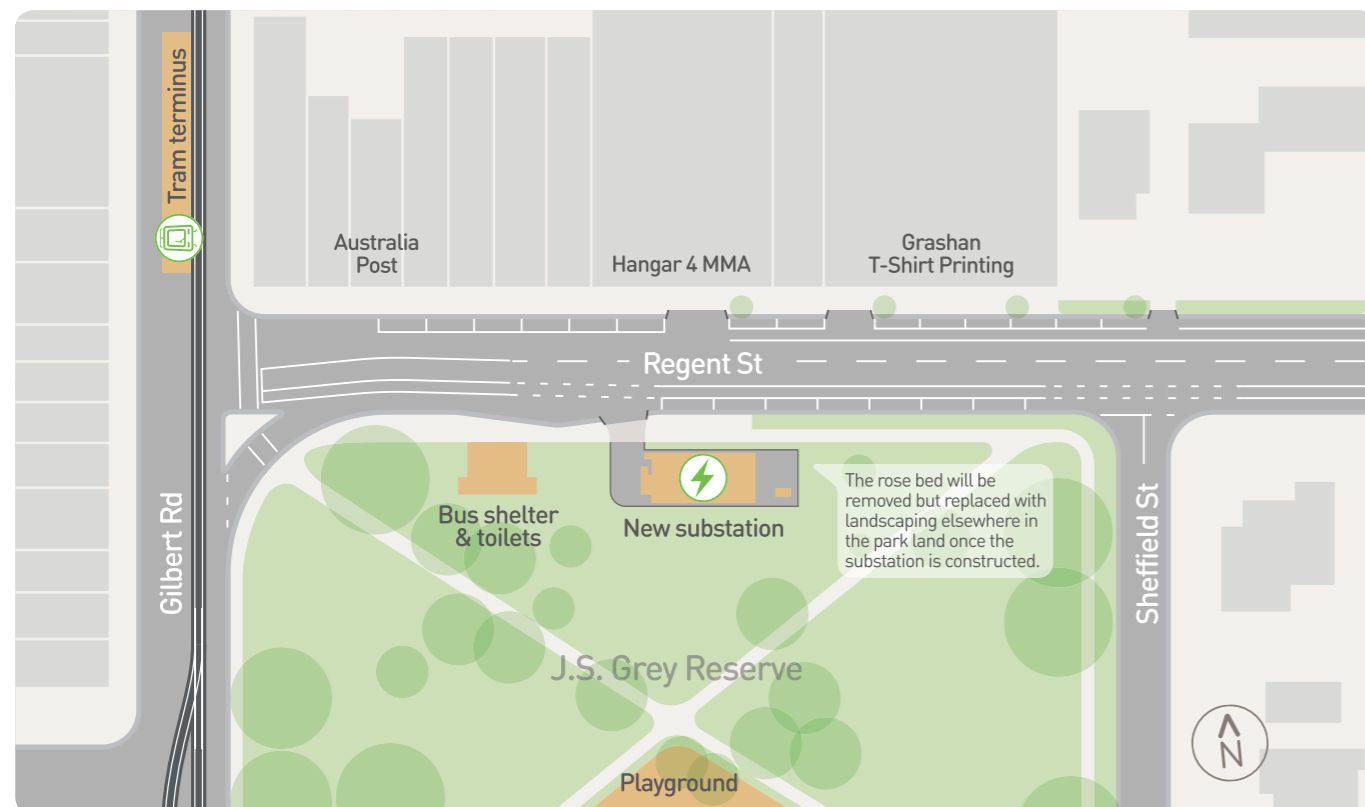 Tram terminus
Australia
Post
Hangar 4 MMA
Grashan
T-Shirt Printing
Regent St
Bus shelter
& toilets
New substation
The rose bed will be
removed but replaced with
landscaping elsewhere in
the park land once the
substation is constructed.
Gilbert Rd
Sheffield St
J.S. Grey Reserve
Playground
N